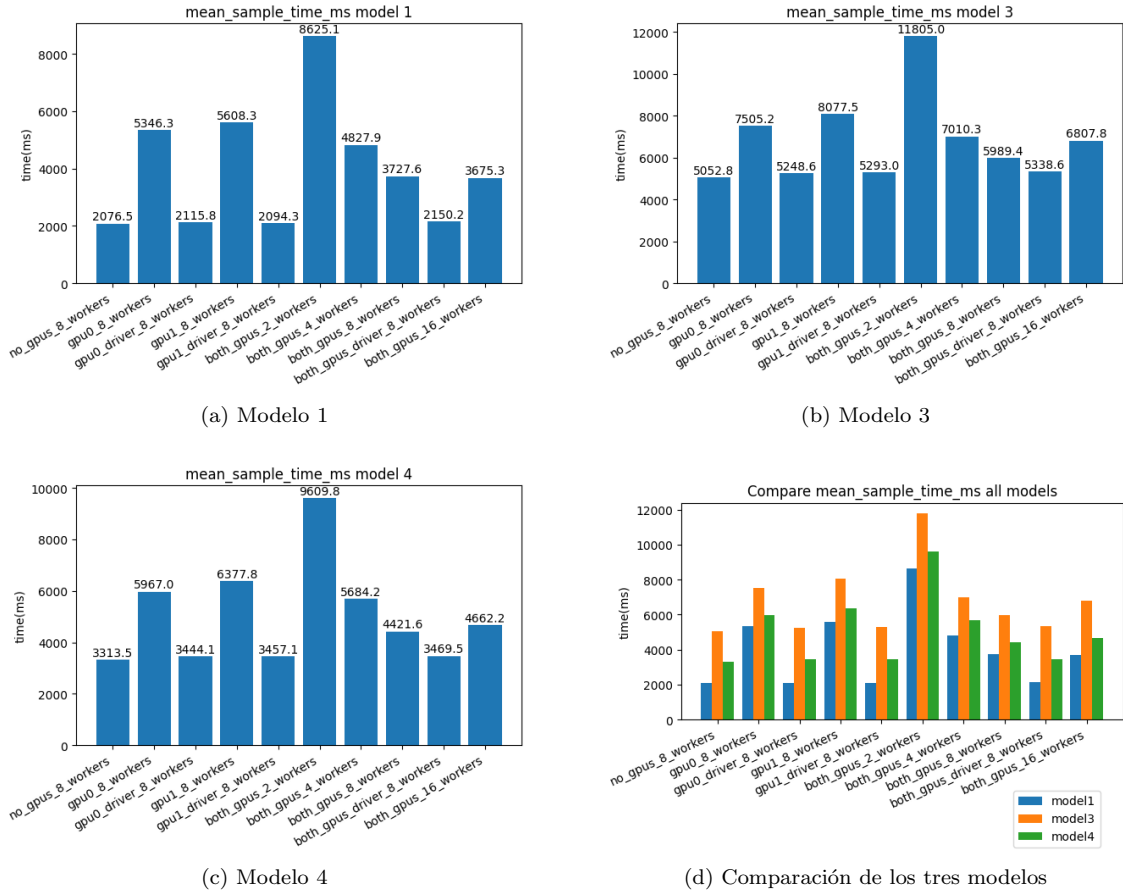 mean_sample_time_ms model 1
time(ms)
8000
6000
4000
2000
0
2076.5
5346.3
2115.8
5608.3
2094.3
8625.1
4827.9
3727.6
2150.2
3675.3
no_gpus_8_workers
gpu0_8_workers
gpu0_driver_8_workers
gpu1_8_workers
gpu1_driver_8_workers
both_gpus_2_workers
both_gpus_4_workers
both_gpus_8_workers
both_gpus_driver_8_workers
both_gpus_16_workers
(a) Modelo 1
mean_sample_time_ms model 3
time(ms)
12000
10000
8000
6000
4000
2000
0
5052.8
7505.2
5248.6
8077.5
5293.0
11805.0
7010.3
5989.4
5338.6
6807.8
no_gpus_8_workers
gpu0_8_workers
gpu0_driver_8_workers
gpu1_8_workers
gpu1_driver_8_workers
both_gpus_2_workers
both_gpus_4_workers
both_gpus_8_workers
both_gpus_driver_8_workers
both_gpus_16_workers
(b) Modelo 3
mean_sample_time_ms model 4
time(ms)
10000
8000
6000
4000
2000
0
3313.5
5967.0
3444.1
6377.8
3457.1
9609.8
5684.2
4421.6
3469.5
4662.2
no_gpus_8_workers
gpu0_8_workers
gpu0_driver_8_workers
gpu1_8_workers
gpu1_driver_8_workers
both_gpus_2_workers
both_gpus_4_workers
both_gpus_8_workers
both_gpus_driver_8_workers
both_gpus_16_workers
(c) Modelo 4
Compare mean_sample_time_ms all models
time(ms)
12000
10000
8000
6000
4000
2000
0
no_gpus_8_workers
gpu0_8_workers
gpu0_driver_8_workers
gpu1_8_workers
gpu1_driver_8_workers
both_gpus_2_workers
both_gpus_4_workers
both_gpus_8_workers
both_gpus_driver_8_workers
both_gpus_16_workers
model1
model3
model4
(d) Comparación de los tres modelos